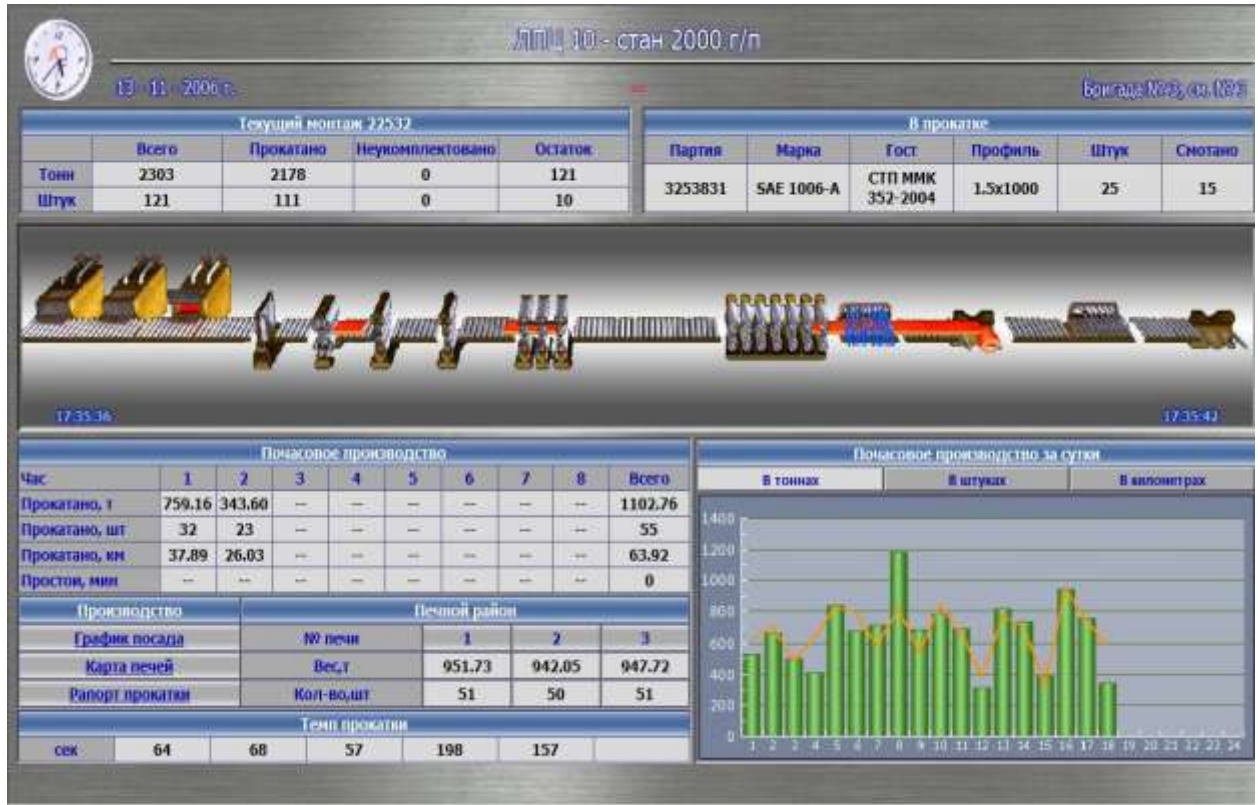 ЛПЦ 10 - стан 2000 г/п
13 - 11 - 2006 г.
Бригада №3, см. №3
Текущий монтаж 22532
Всего Прокатано Неукомплектовано Остаток
Тонн 2303 2178 0 121
Штук 121 111 0 10
В прокатке
Партия Марка Гост Профиль Штук Смотано
3253831 SAE 1006-A СТП ММК 352-2004 1.5x1000 25 15
17:35:36
17:35:42
Почасовое производство
Час 1 2 3 4 5 6 7 8 Всего
Прокатано, т 759.16 343.60 -- -- -- -- -- -- 1102.76
Прокатано, шт 32 23 -- -- -- -- -- -- 55
Прокатано, км 37.89 26.03 -- -- -- -- -- -- 63.92
Простои, мин -- -- -- -- -- -- -- -- 0
Производство
График посада
Карта печей
Рапорт прокатки
Печной район
№ печи 1 2 3
Вес,т 951.73 942.05 947.72
Кол-во,шт 51 50 51
Темп прокатки
сек 64 68 57 198 157
Почасовое производство за сутки
В тоннах В штуках В километрах
1400
1200
1000
800
600
400
200
0
1 2 3 4 5 6 7 8 9 10 11 12 13 14 15 16 17 18 19 20 21 22 23 24